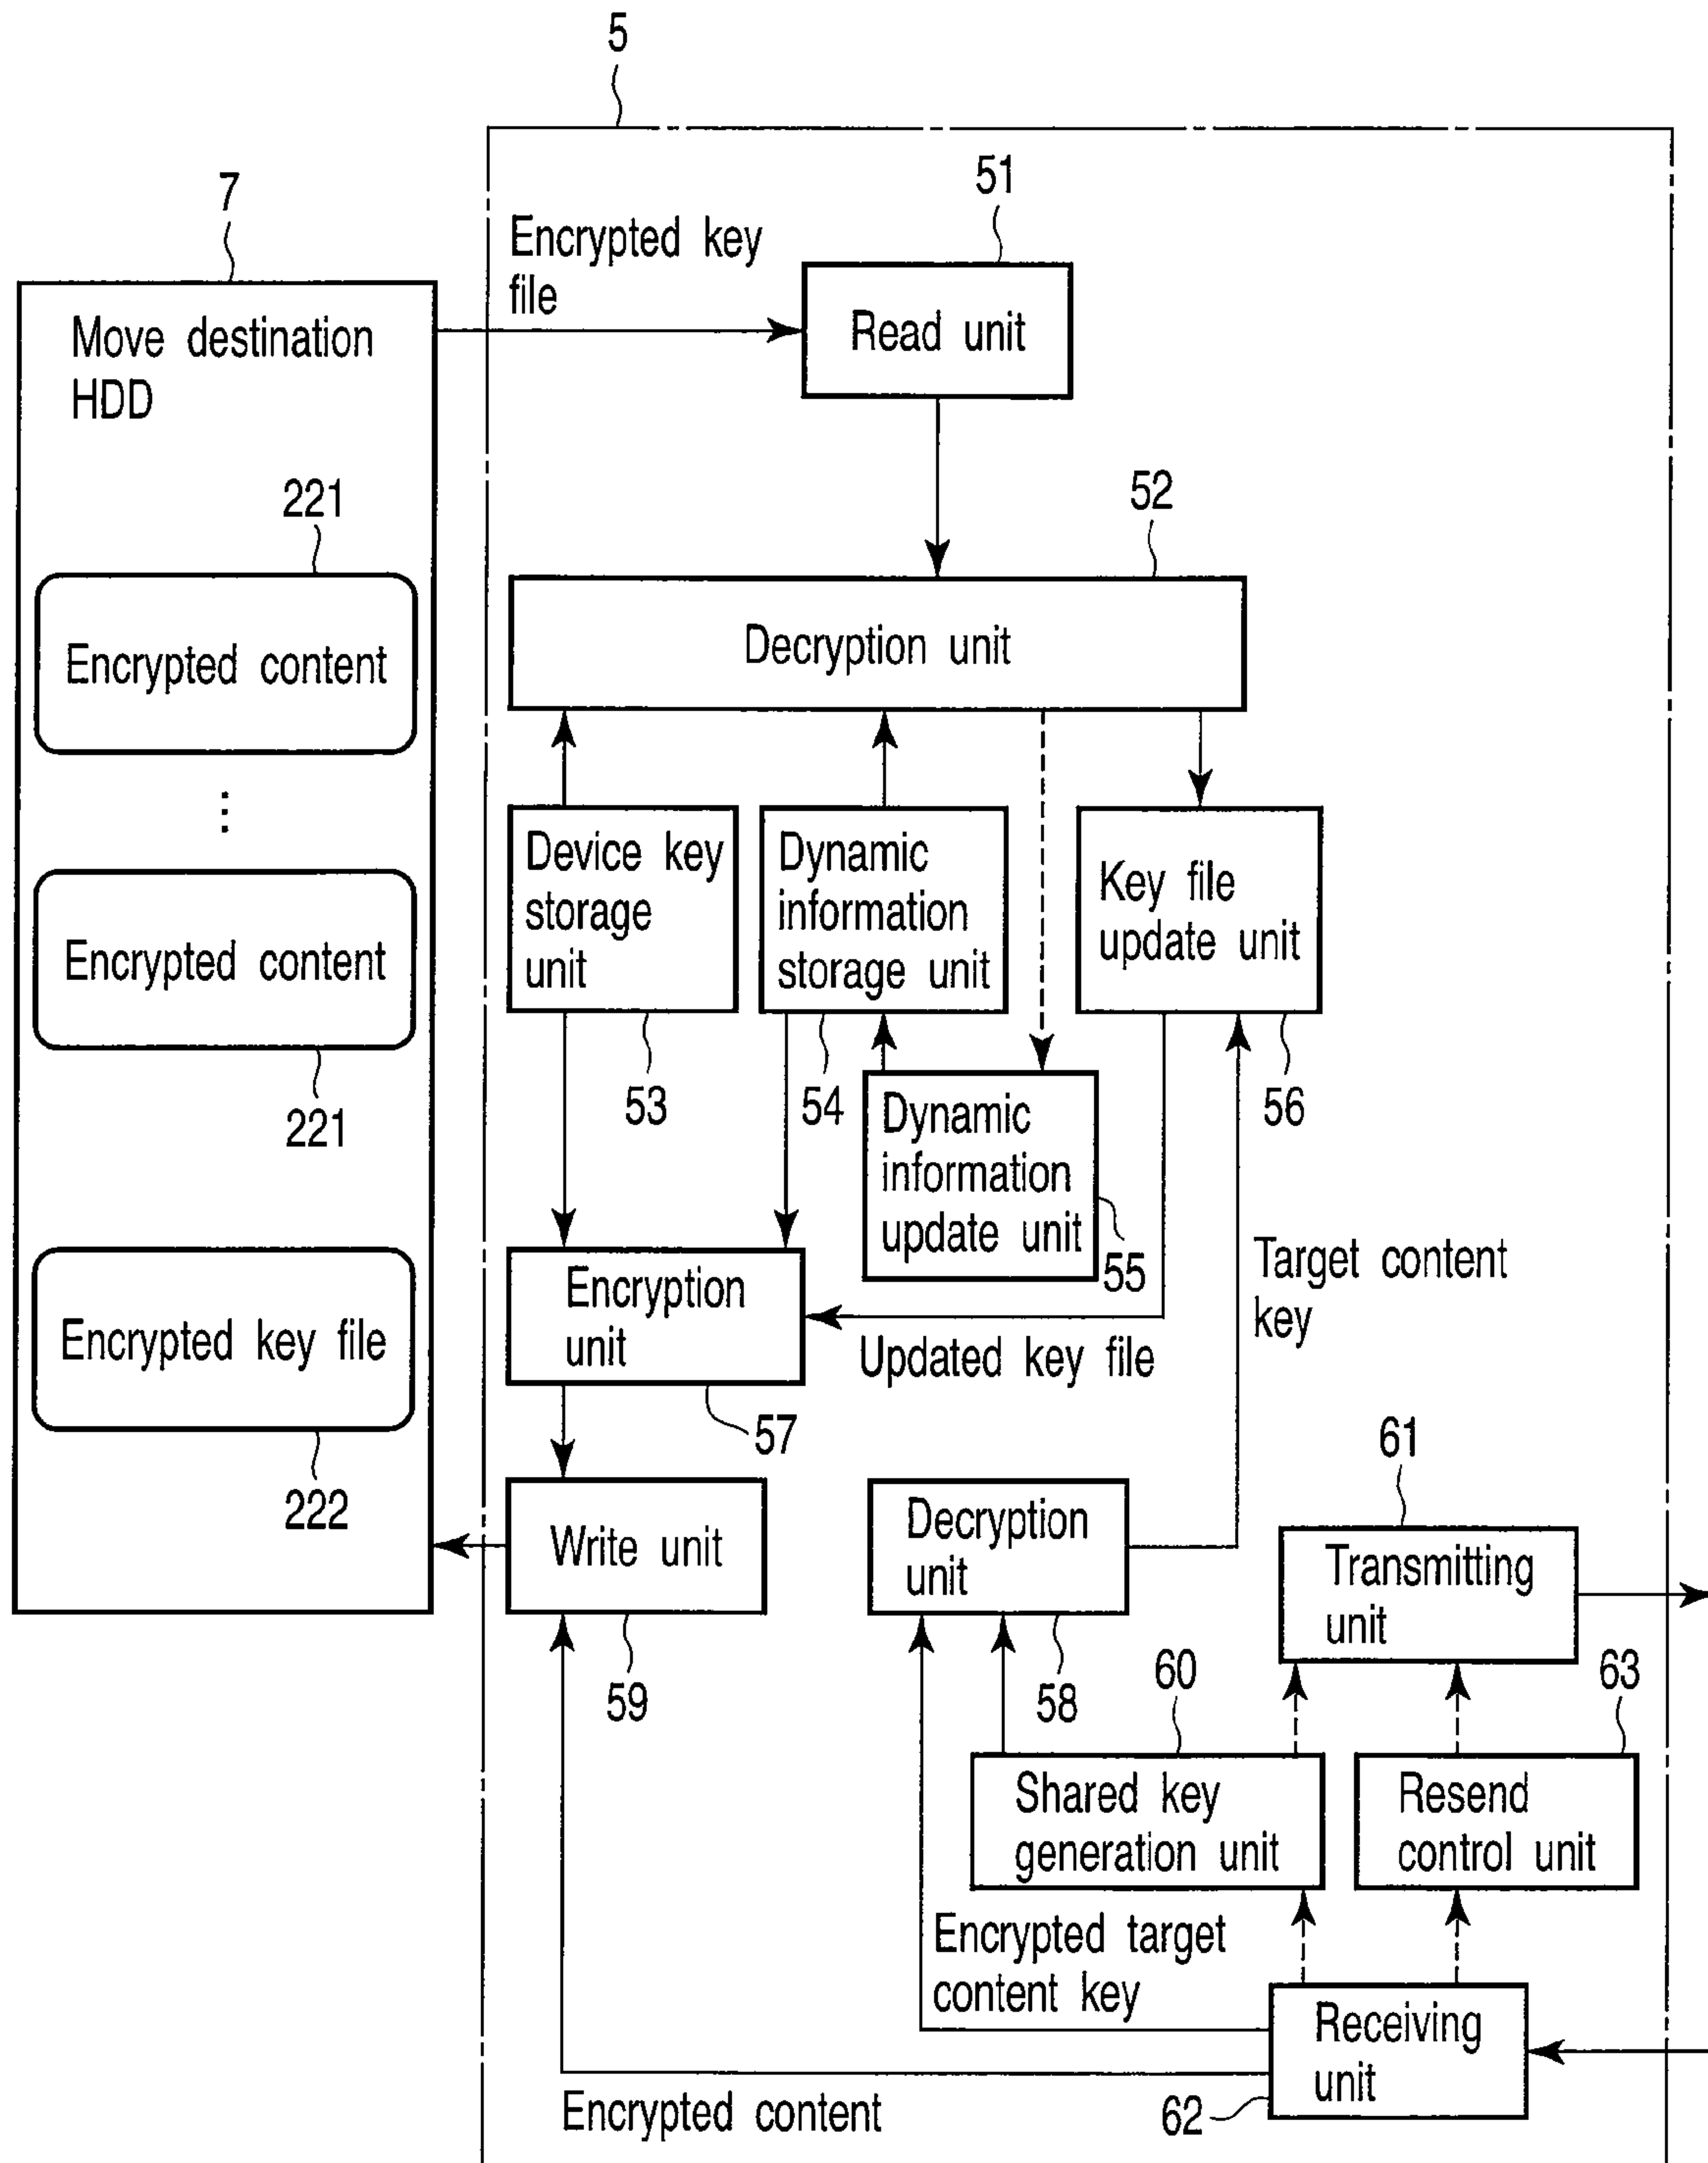 5
7
51
Encrypted key
file
Move destination
HDD
Read unit
221
52
Encrypted content
Decryption unit
Device key
storage
unit
Dynamic
information
storage unit
Key file
update unit
Encrypted content
53
54
56
221
Dynamic
information
update unit
55
Target content
key
Encryption
unit
Encrypted key file
Updated key file
57
61
222
Write unit
Decryption
unit
Transmitting
unit
59
58
60
63
Shared key
generation unit
Resend
control unit
Encrypted target
content key
Receiving
unit
Encrypted content
62